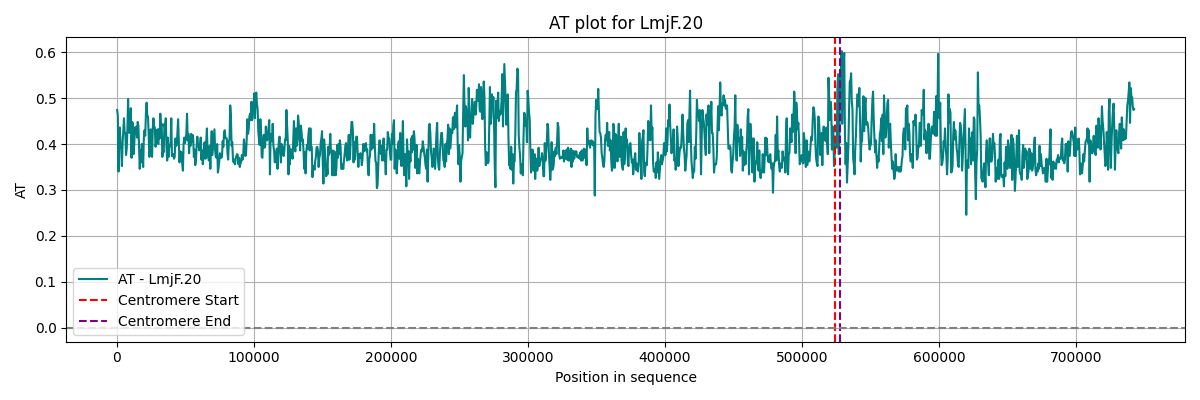 AT plot for LmjF.20
AT
0.6
0.5
0.4
0.3
0.2
0.1
0.0
AT - LmjF.20
Centromere Start
Centromere End
0 100000 200000 300000 400000 500000 600000 700000
Position in sequence